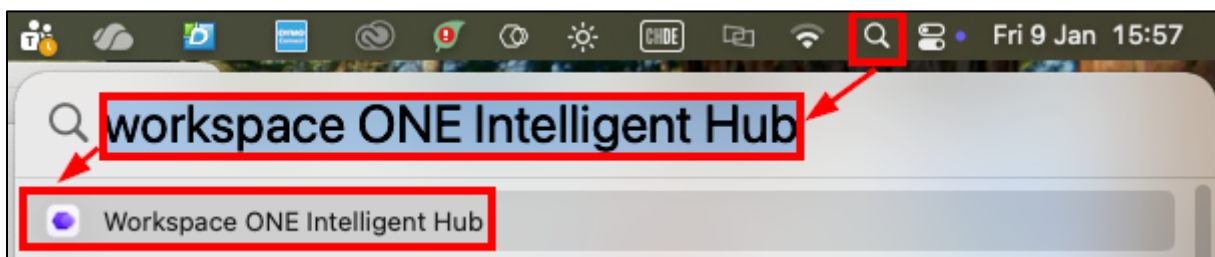 CHDE Fri 9 Jan 15:57
workspace ONE Intelligent Hub
Workspace ONE Intelligent Hub